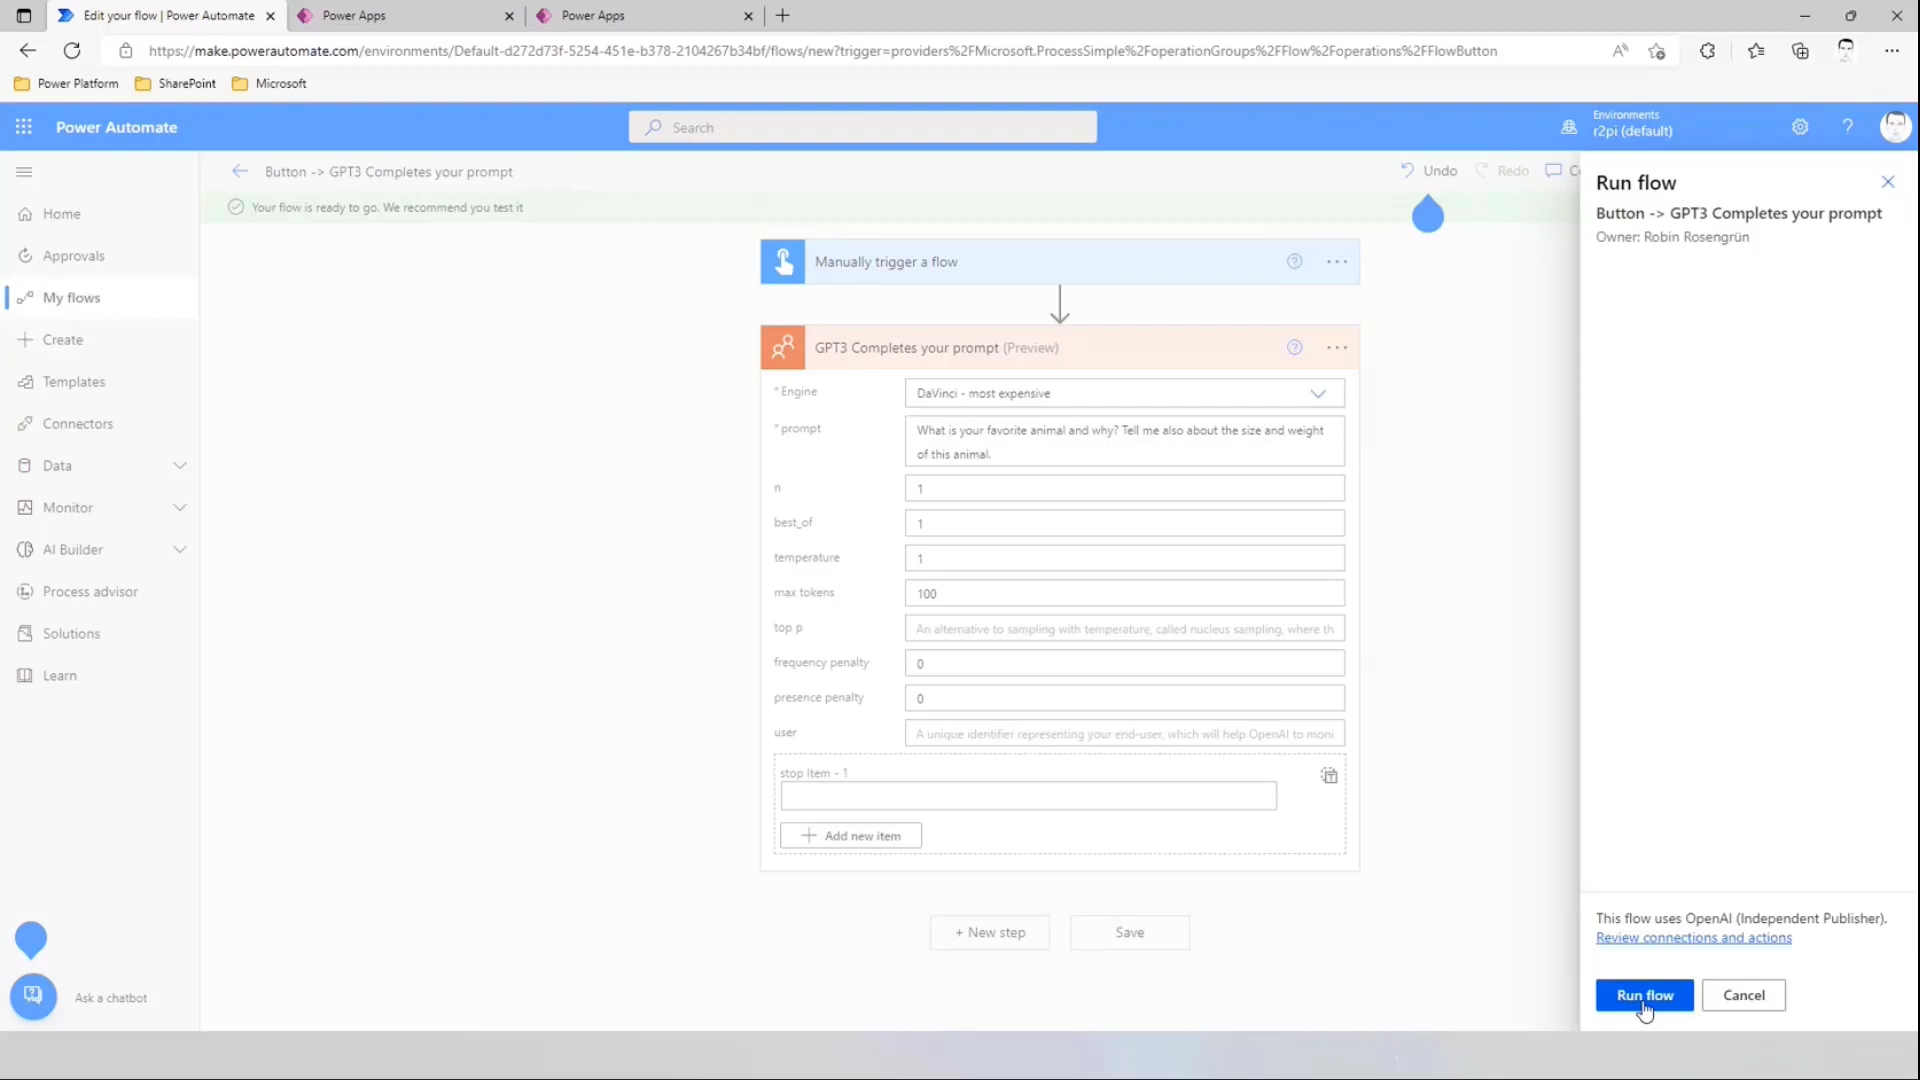 Edit your flow | Power Automate
Power Apps
Power Apps
https://make.powerautomate.com/environments/Default-d272d73f-5254-451e-b378-2104267b34bf/flows/new?trigger=providers%2FMicrosoft.ProcessSimple%2FoperationGroups%2FFlow%2Foperations%2FFlowButton
Power Platform
SharePoint
Microsoft
Power Automate
Search
Environments
r2pi (default)
Button -> GPT3 Completes your prompt
Undo
Redo
Your flow is ready to go. We recommend you test it
Home
Approvals
My flows
Create
Templates
Connectors
Data
Monitor
AI Builder
Process advisor
Solutions
Learn
Ask a chatbot
Manually trigger a flow
GPT3 Completes your prompt (Preview)
* Engine
DaVinci - most expensive
* prompt
What is your favorite animal and why? Tell me also about the size and weight
of this animal.
n
1
best_of
1
temperature
1
max tokens
100
top p
An alternative to sampling with temperature, called nucleus sampling, where th
frequency penalty
0
presence penalty
0
user
A unique identifier representing your end-user, which will help OpenAI to moni
stop Item - 1
Add new item
+ New step
Save
Run flow
Button -> GPT3 Completes your prompt
Owner: Robin Rosengrün
This flow uses OpenAI (Independent Publisher).
Review connections and actions
Run flow
Cancel